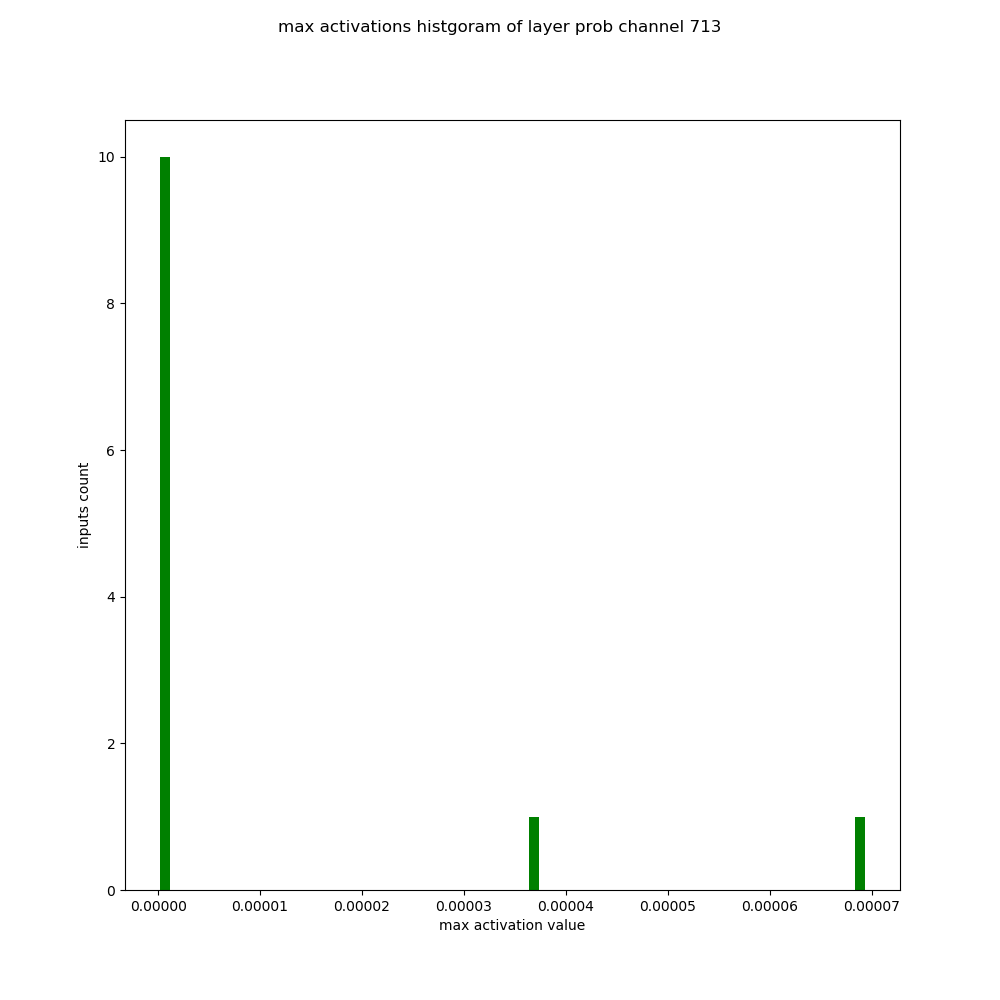 max activations histgoram of layer prob channel 713
10
8
6
4
2
0
inputs count
0.00000 0.00001 0.00002 0.00003 0.00004 0.00005 0.00006 0.00007
max activation value